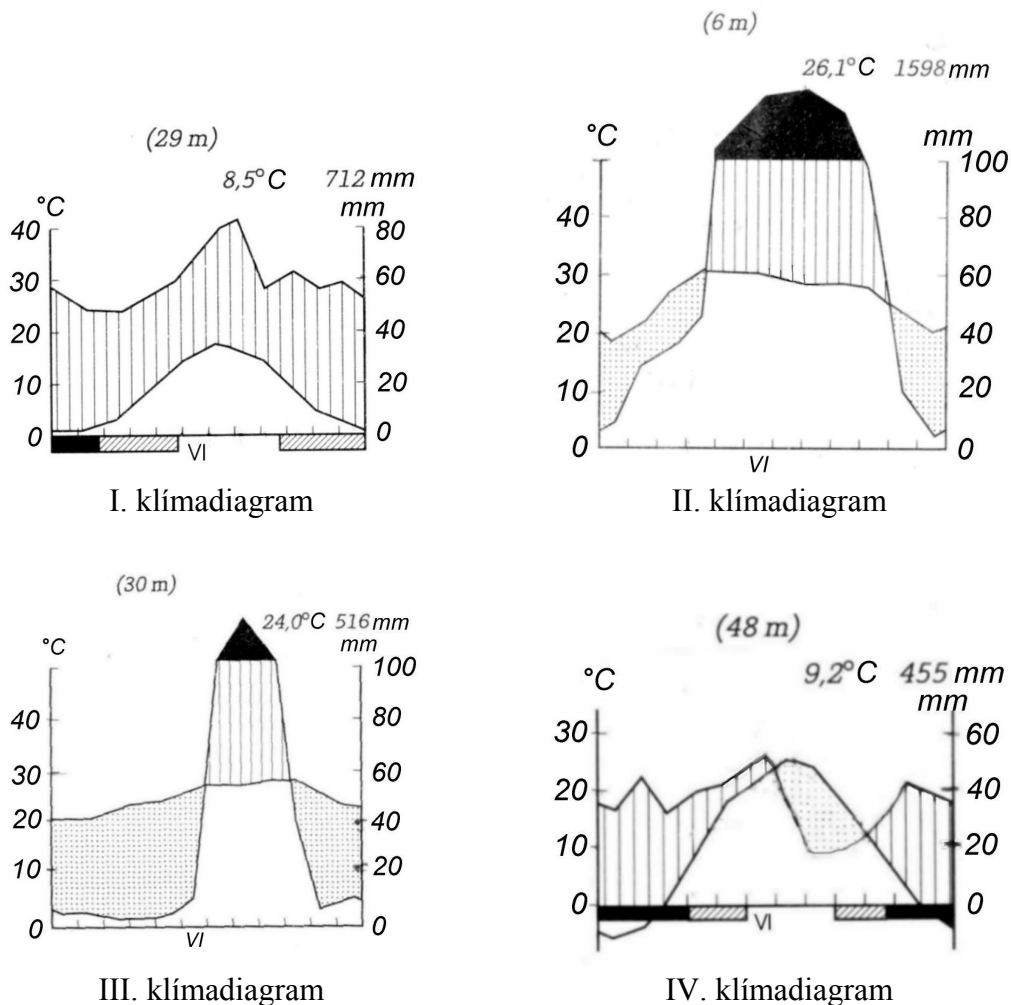 (29 m)
8,5°C 712 mm
°C mm
40 80
30 60
20 40
10 20
0 0
VI
I. klímadiagram
(6 m)
26,1°C 1598 mm
°C mm
100
40 80
30 60
20 40
10 20
0 0
VI
II. klímadiagram
(30 m)
24,0°C 516 mm
°C mm
100
40 80
30 60
20 40
10 20
0 0
VI
III. klímadiagram
(48 m)
9,2°C 455 mm
°C mm
30 60
20 40
10 20
0 0
VI
IV. klímadiagram